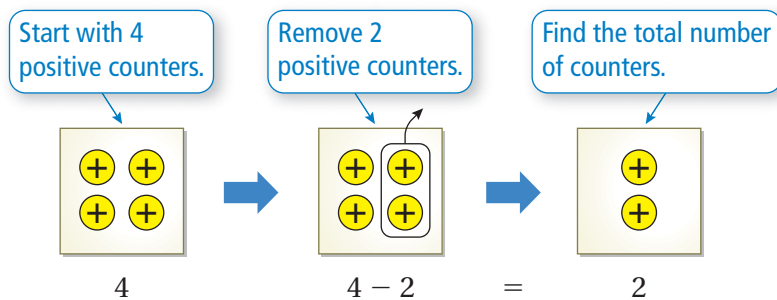 Start with 4
positive counters.
Remove 2
positive counters.
Find the total number
of counters.
+ + + + + +
+ + + + + +
4 4 − 2 = 2